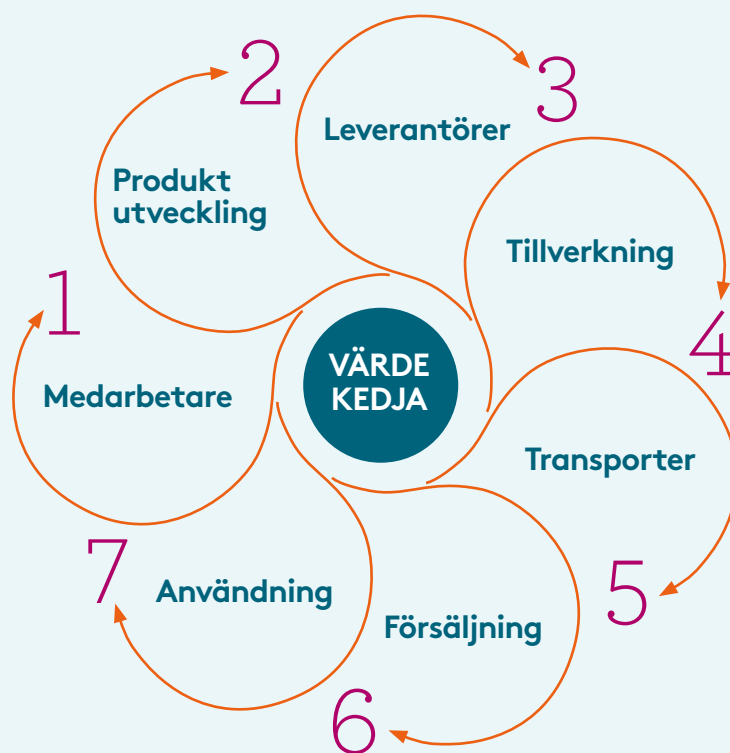 1
Medarbetare
2
Produkt
utveckling
3
Leverantörer
4
Tillverkning
5
Transporter
6
Försäljning
7
Användning
VÄRDE
KEDJA